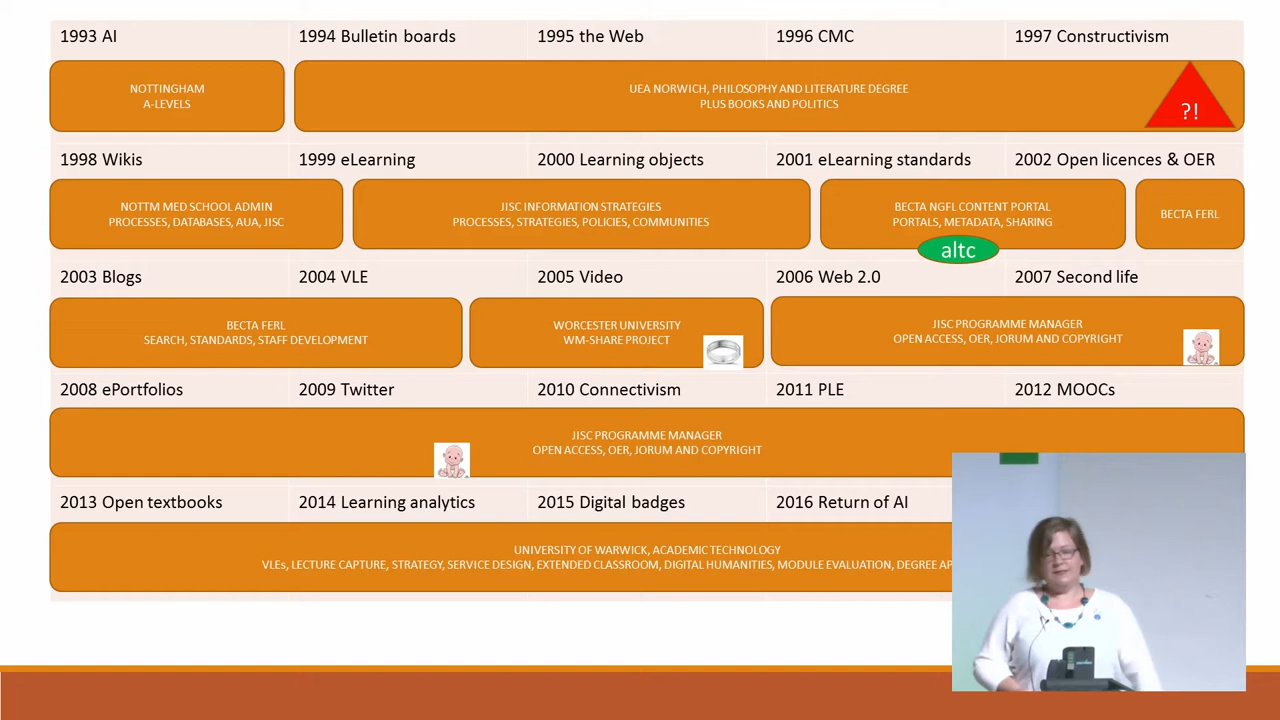 1993 AI
1994 Bulletin boards
1995 the Web
1996 CMC
1997 Constructivism
NOTTINGHAM
A-LEVELS
UEA NORWICH, PHILOSOPHY AND LITERATURE DEGREE
PLUS BOOKS AND POLITICS
?!
1998 Wikis
1999 eLearning
2000 Learning objects
2001 eLearning standards
2002 Open licences & OER
NOTTM MED SCHOOL ADMIN
PROCESSES, DATABASES, AUA, JISC
JISC INFORMATION STRATEGIES
PROCESSES, STRATEGIES, POLICIES, COMMUNITIES
BECTA NGFL CONTENT PORTAL
PORTALS, METADATA, SHARING
BECTA FERL
altc
2003 Blogs
2004 VLE
2005 Video
2006 Web 2.0
2007 Second life
BECTA FERL
SEARCH, STANDARDS, STAFF DEVELOPMENT
WORCESTER UNIVERSITY
WM-SHARE PROJECT
JISC PROGRAMME MANAGER
OPEN ACCESS, OER, JORUM AND COPYRIGHT
2008 ePortfolios
2009 Twitter
2010 Connectivism
2011 PLE
2012 MOOCs
JISC PROGRAMME MANAGER
OPEN ACCESS, OER, JORUM AND COPYRIGHT
2013 Open textbooks
2014 Learning analytics
2015 Digital badges
2016 Return of AI
UNIVERSITY OF WARWICK, ACADEMIC TECHNOLOGY
VLEs, LECTURE CAPTURE, STRATEGY, SERVICE DESIGN, EXTENDED CLASSROOM, DIGITAL HUMANITIES, MODULE EVALUATION, DEGREE AP